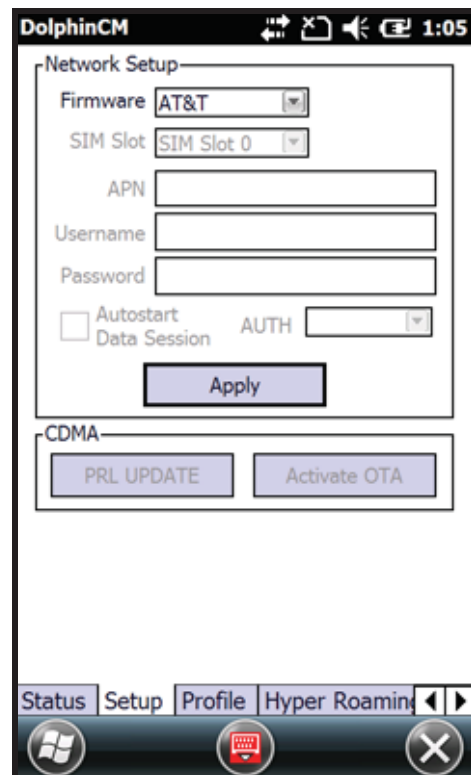 DolphinCM 1:05
Network Setup
Firmware AT&T
SIM Slot SIM Slot 0
APN
Username
Password
Autostart
Data Session AUTH
Apply
CDMA
PRL UPDATE Activate OTA
Status Setup Profile Hyper Roaming